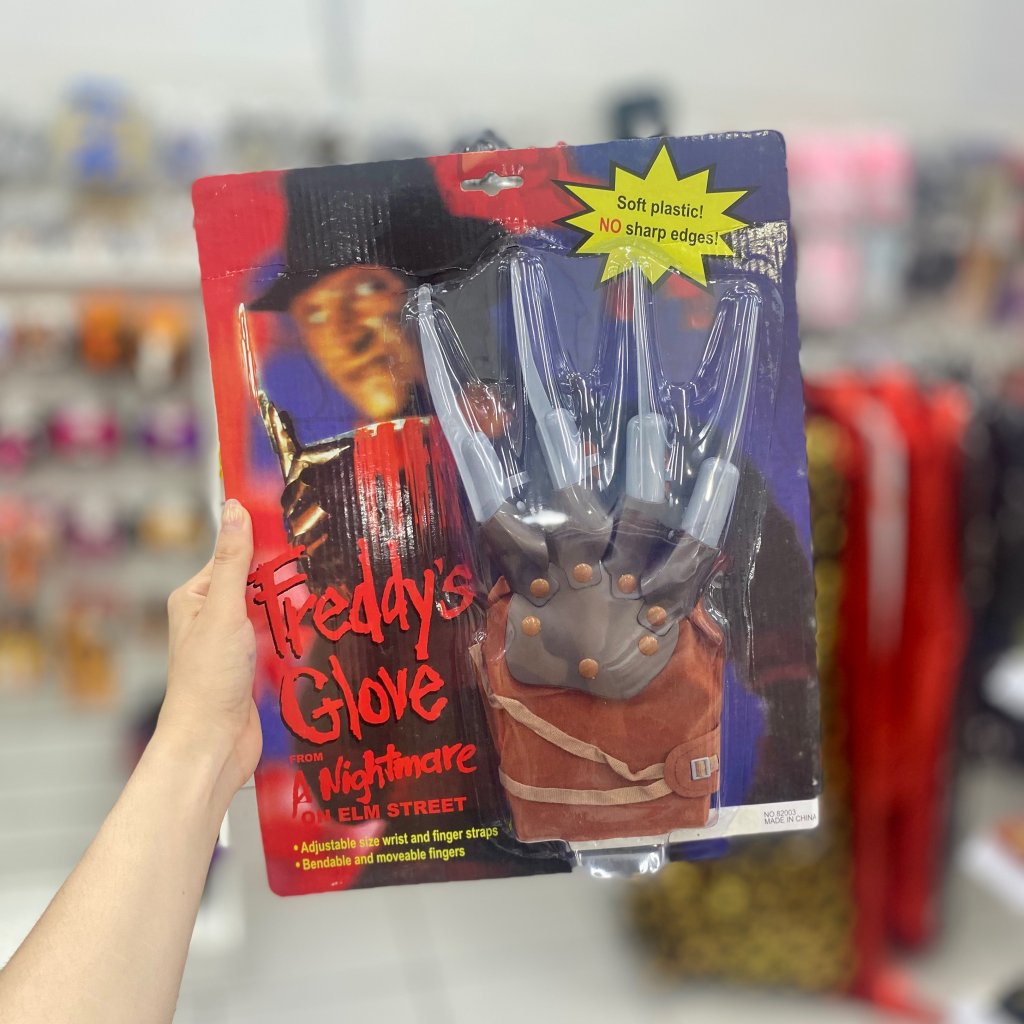 Soft plastic!
NO sharp edges!
Freddy's
Glove
FROM
A Nightmare
ON ELM STREET
• Adjustable size wrist and finger straps
• Bendable and moveable fingers
NO 82003
MADE IN CHINA